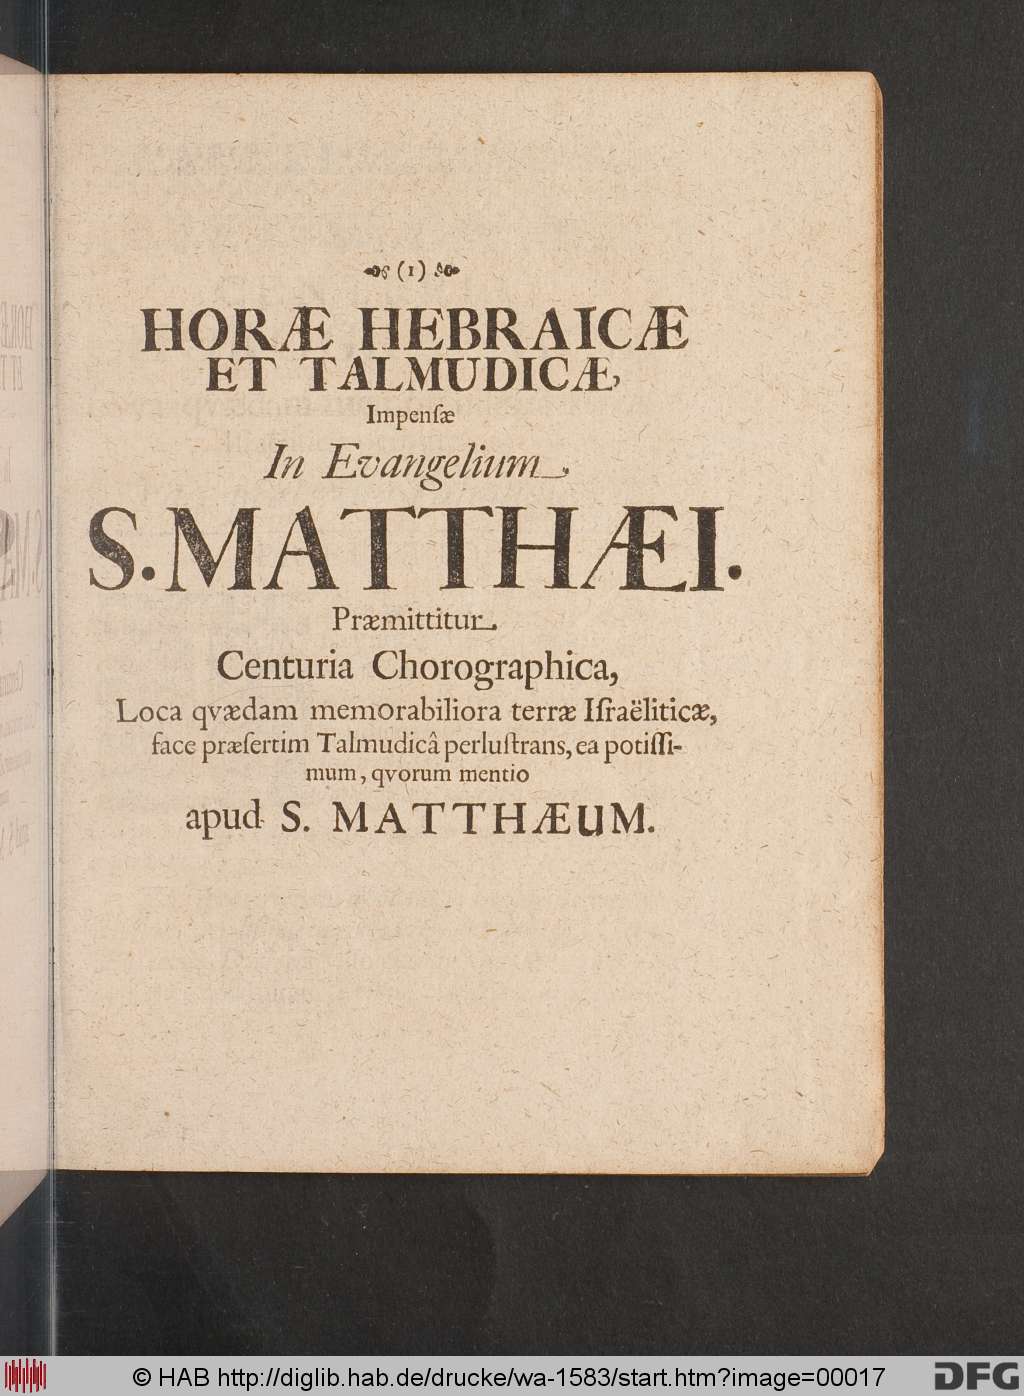 (1)
HORÆ HEBRAICÆ
ET TALMUDICÆ,
Impenſæ
In Evangelium.
S. MATTHÆI.
Præmittitur
Centuria Chorographica,
Loca qvædam memorabiliora terræ Iſraëliticæ,
face præſertim Talmudicâ perluſtrans, ea potiſſi-
mum, qvorum mentio
apud S. MATTHÆUM.
© HAB http://diglib.hab.de/drucke/wa-1583/start.htm?image=00017
DFG